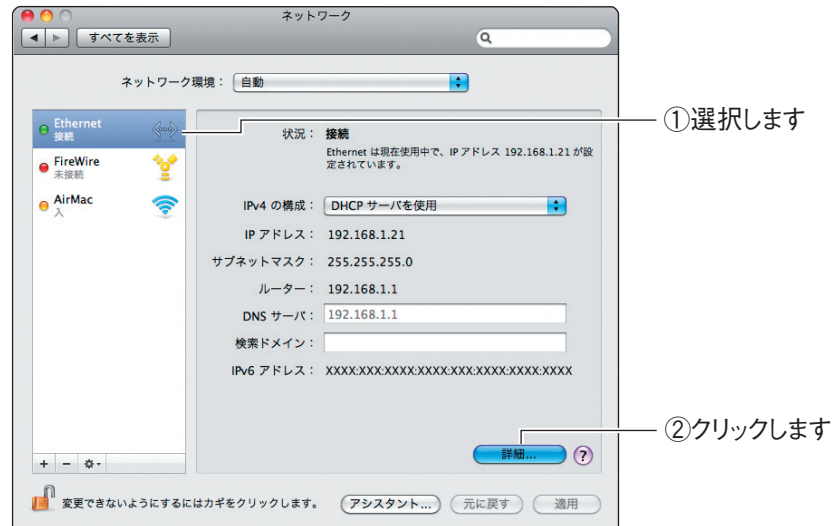 ネットワーク
すべてを表示
ネットワーク環境： 自動
Ethernet
接続
FireWire
未接続
AirMac
入
状況： 接続
Ethernet は現在使用中で、IP アドレス 192.168.1.21 が設
定されています。
IPv4 の構成： DHCP サーバを使用
IP アドレス： 192.168.1.21
サブネットマスク： 255.255.255.0
ルーター： 192.168.1.1
DNS サーバ： 192.168.1.1
検索ドメイン：
IPv6 アドレス： XXXX:XXX:XXXX:XXXX:XXX:XXXX:XXXX:XXXX
詳細... ?
+ −
変更できないようにするにはカギをクリックします。 アシスタント... 元に戻す 適用
①選択します
②クリックします